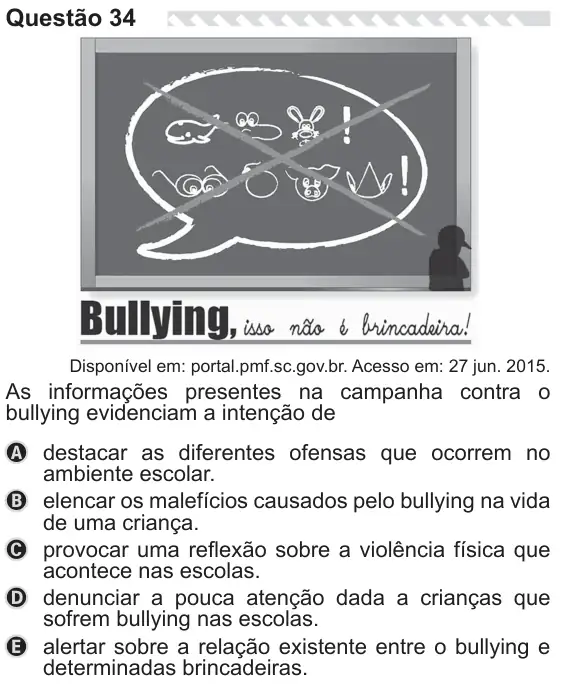 Questão 34
!
!
Bullying, isso não é brincadeira!
Disponível em: portal.pmf.sc.gov.br. Acesso em: 27 jun. 2015.
As informações presentes na campanha contra o
bullying evidenciam a intenção de
A destacar as diferentes ofensas que ocorrem no
ambiente escolar.
B elencar os malefícios causados pelo bullying na vida
de uma criança.
C provocar uma reflexão sobre a violência física que
acontece nas escolas.
D denunciar a pouca atenção dada a crianças que
sofrem bullying nas escolas.
E alertar sobre a relação existente entre o bullying e
determinadas brincadeiras.